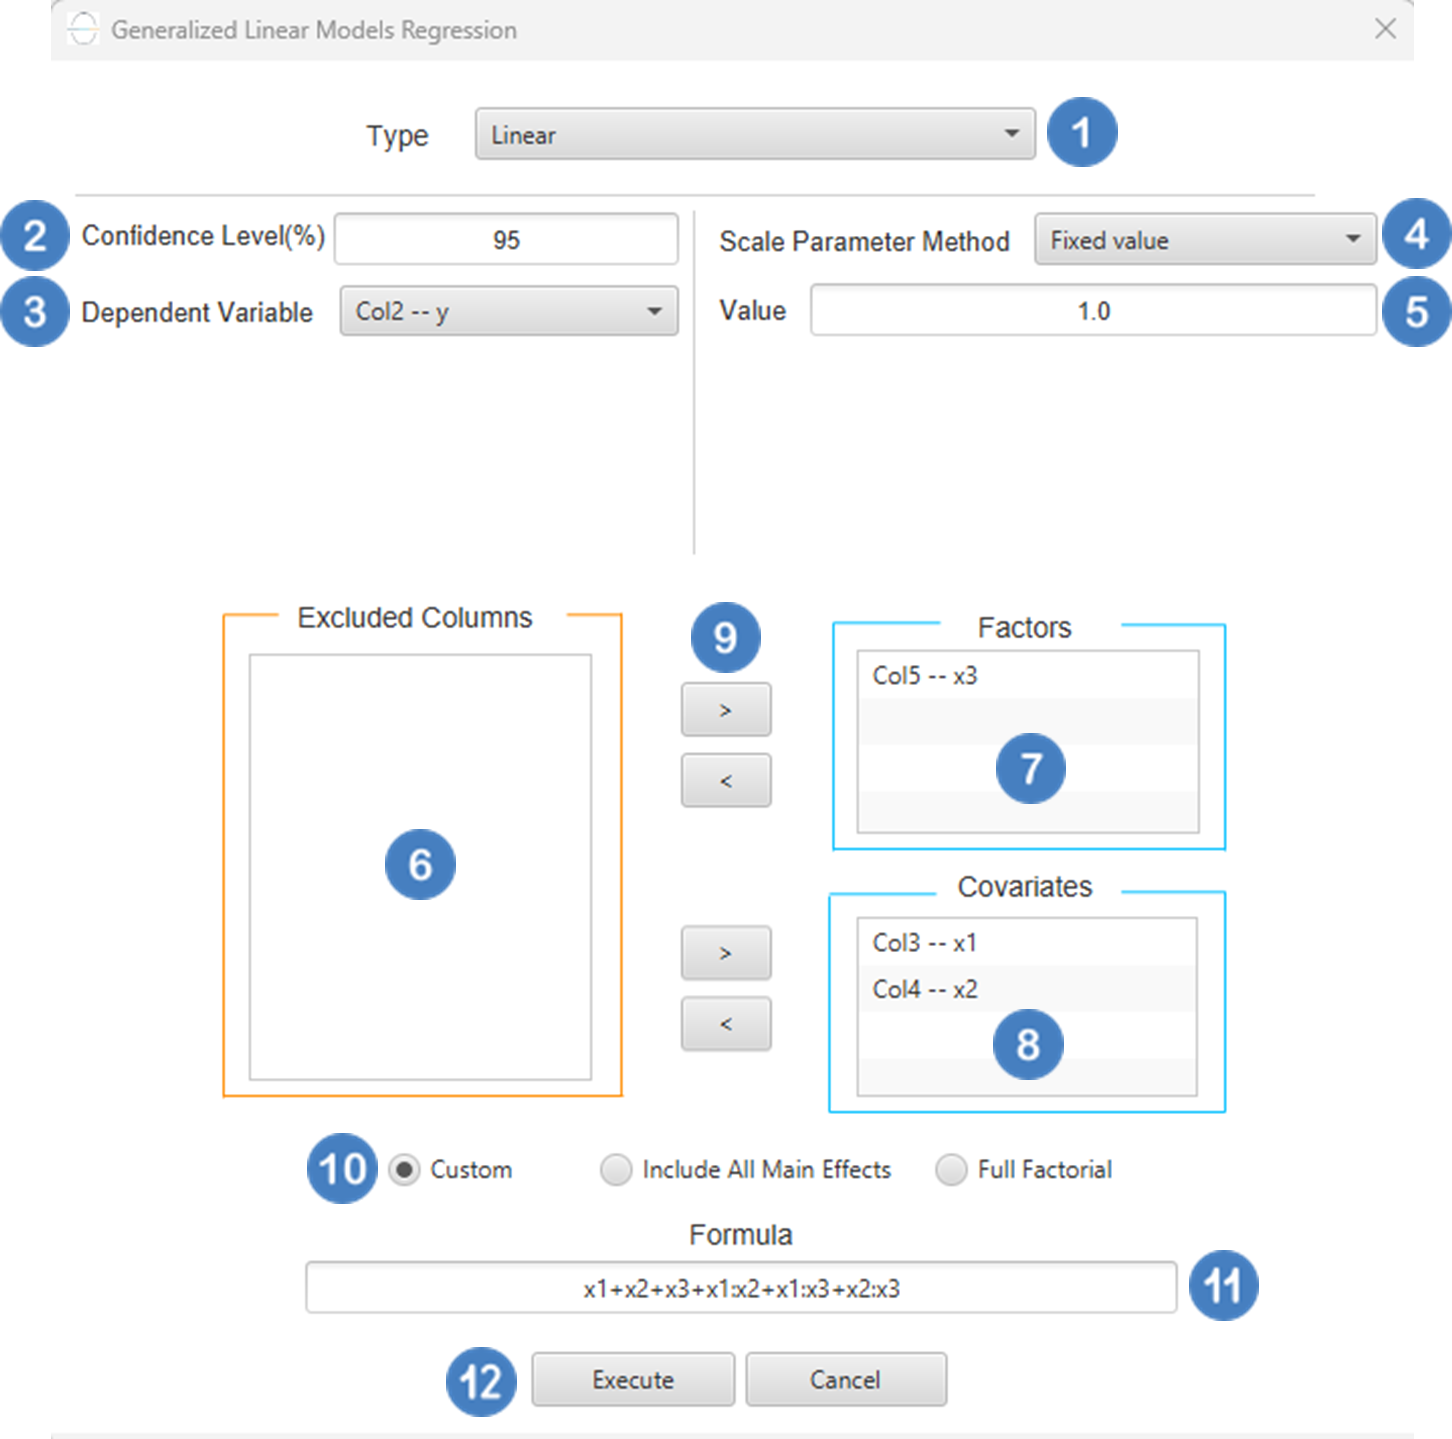 Generalized Linear Models Regression
Type Linear 1
2 Confidence Level(%) 95 Scale Parameter Method Fixed value 4
3 Dependent Variable Col2 -- y Value 1.0 5
Excluded Columns 9 Factors
> Col5 -- x3
< 7
6
Covariates
> Col3 -- x1
Col4 -- x2
< 8
10 Custom Include All Main Effects Full Factorial
Formula
x1+x2+x3+x1:x2+x1:x3+x2:x3 11
12 Execute Cancel